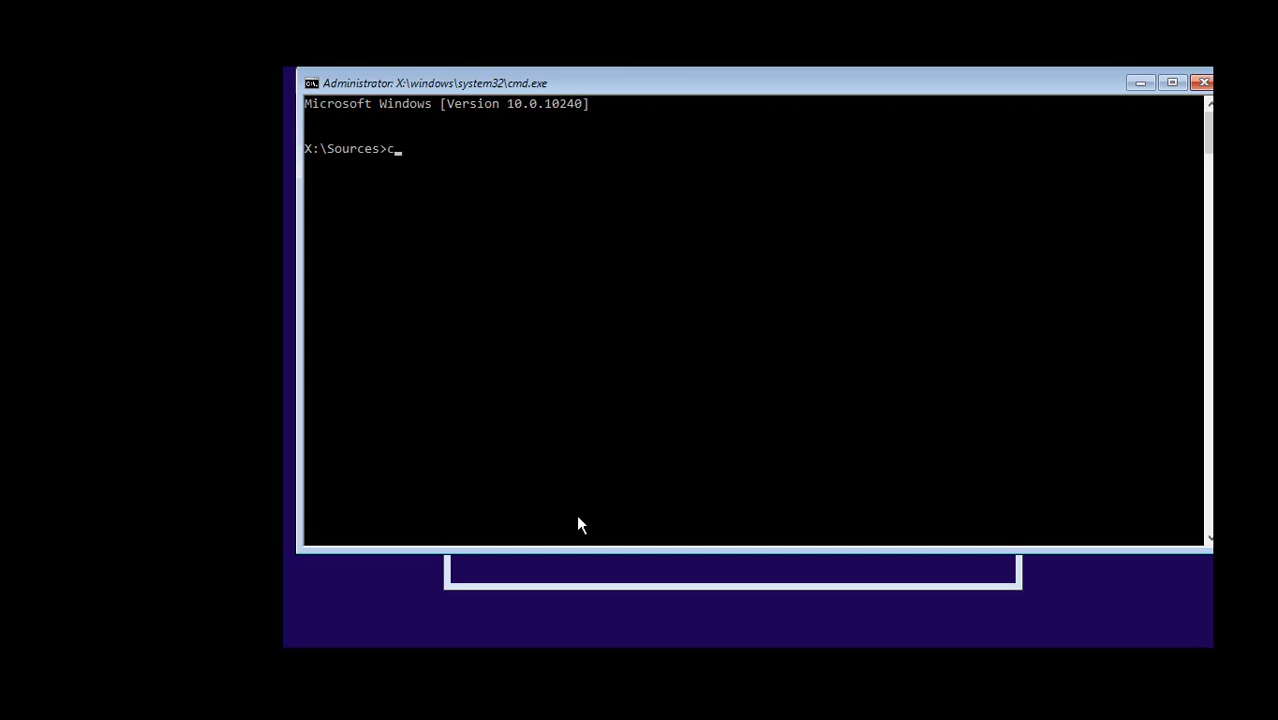 Administrator: X:\windows\system32\cmd.exe
Microsoft Windows [Version 10.0.10240]
X:\Sources>c_